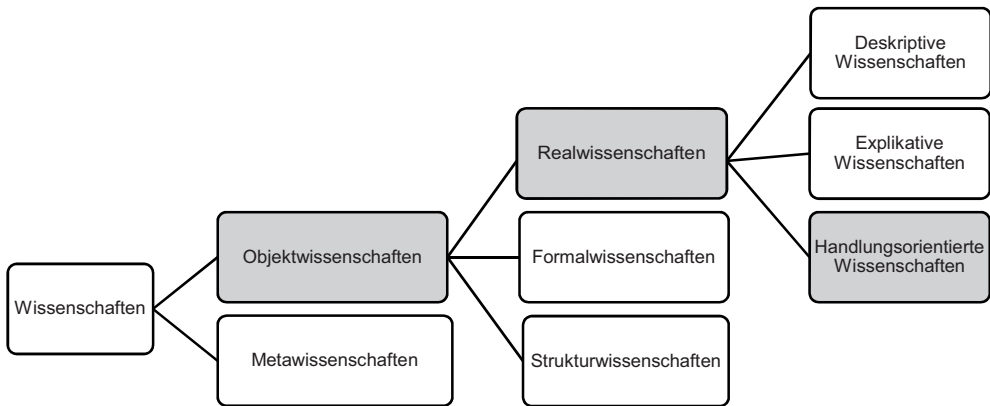 Deskriptive
Wissenschaften
Realwissenschaften
Explikative
Wissenschaften
Objektwissenschaften
Formalwissenschaften
Handlungsorientierte
Wissenschaften
Wissenschaften
Metawissenschaften
Strukturwissenschaften